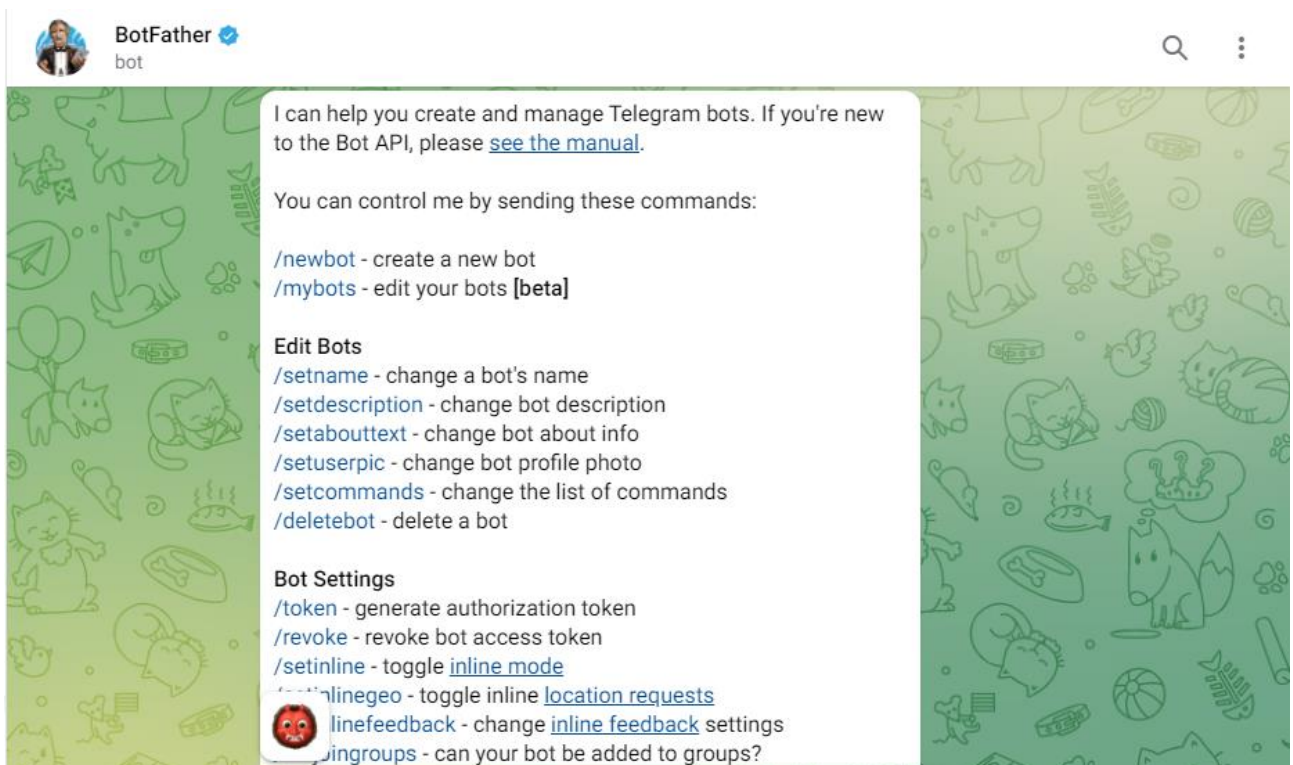 BotFather
bot
I can help you create and manage Telegram bots. If you're new
to the Bot API, please see the manual.
You can control me by sending these commands:
/newbot - create a new bot
/mybots - edit your bots [beta]
Edit Bots
/setname - change a bot's name
/setdescription - change bot description
/setabouttext - change bot about info
/setuserpic - change bot profile photo
/setcommands - change the list of commands
/deletebot - delete a bot
Bot Settings
/token - generate authorization token
/revoke - revoke bot access token
/setinline - toggle inline mode
- toggle inline location requests
- change inline feedback settings
- can your bot be added to groups?